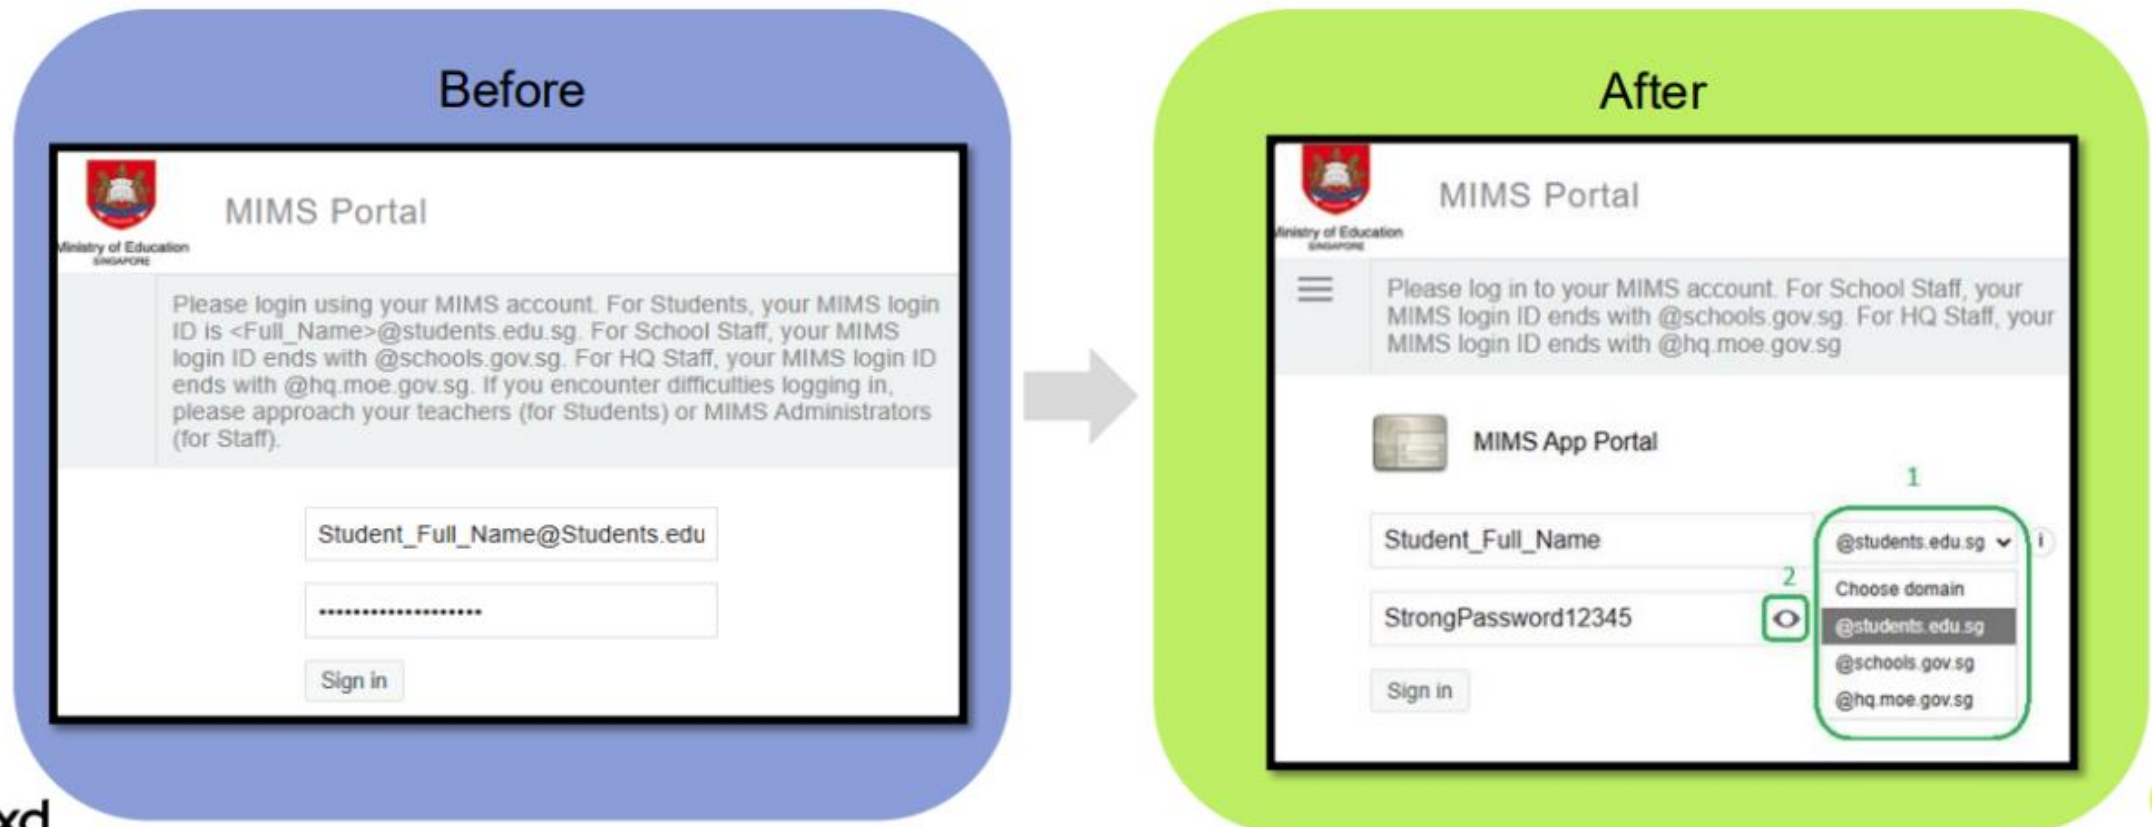 Before
MIMS Portal
Ministry of Education
SINGAPORE
Please login using your MIMS account. For Students, your MIMS login
ID is <Full_Name>@students.edu.sg. For School Staff, your MIMS
login ID ends with @schools.gov.sg. For HQ Staff, your MIMS login ID
ends with @hq.moe.gov.sg. If you encounter difficulties logging in,
please approach your teachers (for Students) or MIMS Administrators
(for Staff).
Student_Full_Name@Students.edu
•••••••••••••••••••
Sign in
After
MIMS Portal
Ministry of Education
SINGAPORE
Please log in to your MIMS account. For School Staff, your
MIMS login ID ends with @schools.gov.sg. For HQ Staff, your
MIMS login ID ends with @hq.moe.gov.sg
MIMS App Portal
1
Student_Full_Name @students.edu.sg i
2
Choose domain
StrongPassword12345 @students.edu.sg
@schools.gov.sg
Sign in @hq.moe.gov.sg
xd